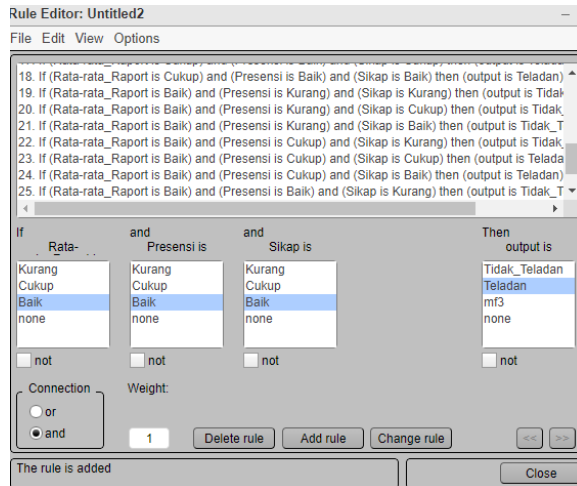 Rule Editor: Untitled2
File Edit View Options
18. If (Rata-rata_Raport is Cukup) and (Presensi is Baik) and (Sikap is Baik) then (output is Teladan)
19. If (Rata-rata_Raport is Baik) and (Presensi is Kurang) and (Sikap is Kurang) then (output is Tidak
20. If (Rata-rata_Raport is Baik) and (Presensi is Kurang) and (Sikap is Cukup) then (output is Tidak_
21. If (Rata-rata_Raport is Baik) and (Presensi is Kurang) and (Sikap is Baik) then (output is Tidak_T
22. If (Rata-rata_Raport is Baik) and (Presensi is Cukup) and (Sikap is Kurang) then (output is Tidak_
23. If (Rata-rata_Raport is Baik) and (Presensi is Cukup) and (Sikap is Cukup) then (output is Telada
24. If (Rata-rata_Raport is Baik) and (Presensi is Cukup) and (Sikap is Baik) then (output is Teladan)
25. If (Rata-rata_Raport is Baik) and (Presensi is Baik) and (Sikap is Kurang) then (output is Tidak_T
If and and Then
Rata- Presensi is Sikap is output is
Kurang Kurang Kurang Tidak_Teladan
Cukup Cukup Cukup Teladan
Baik Baik Baik mf3
none none none none
not not not not
Connection Weight:
or
and 1 Delete rule Add rule Change rule << >>
The rule is added Close